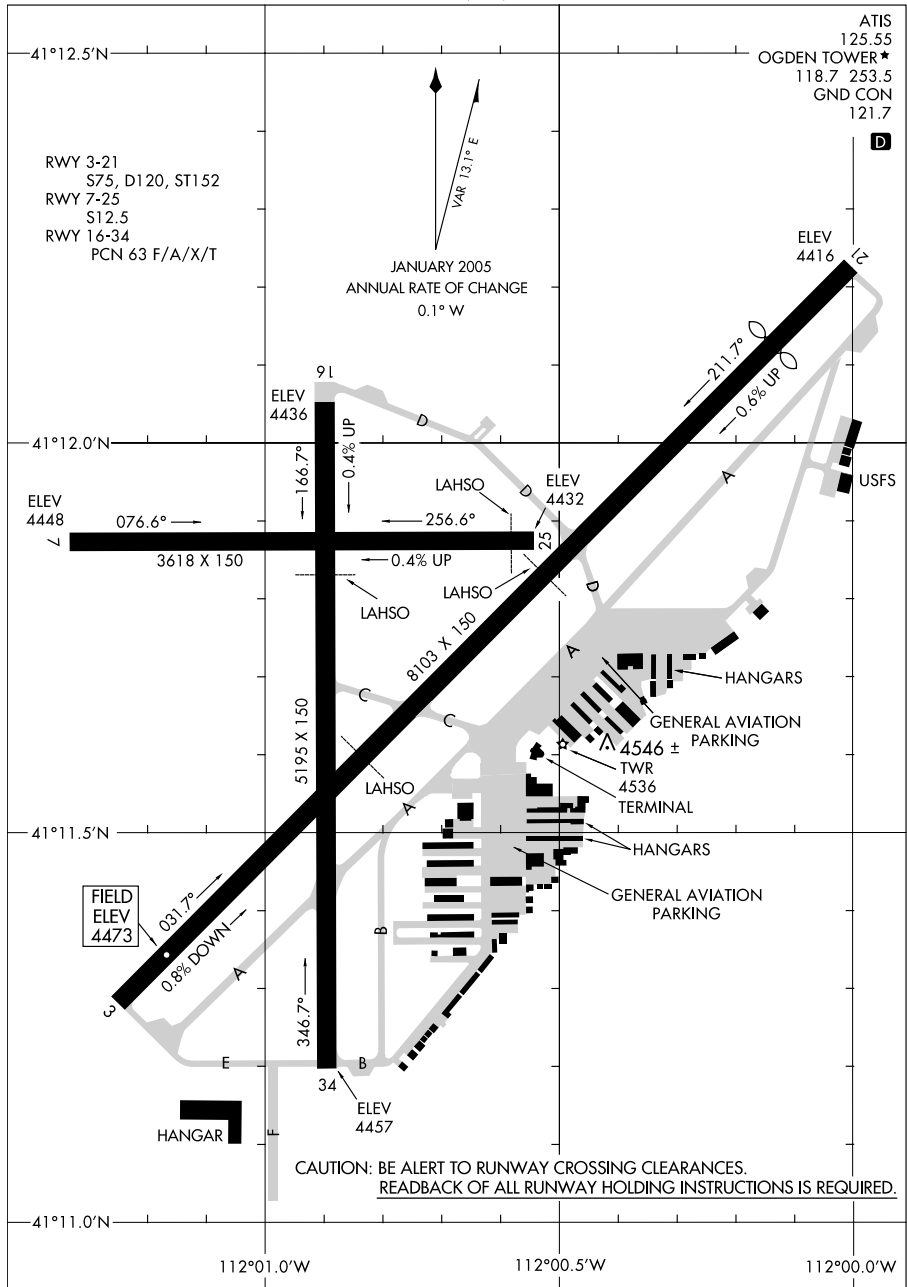 ATIS
125.55
OGDEN TOWER★
118.7 253.5
GND CON
121.7
D
41°12.5'N
VAR 13.1° E
JANUARY 2005
ANNUAL RATE OF CHANGE
0.1° W
RWY 3-21
S75, D120, ST152
RWY 7-25
S12.5
RWY 16-34
PCN 63 F/A/X/T
ELEV
4416
21
211.7°
0.6% UP
16
ELEV
4436
166.7°
0.4% UP
D
41°12.0'N
A
USFS
LAHSO
ELEV
4432
D
ELEV
4448
7
076.6°
256.6°
25
3618 X 150
0.4% UP
LAHSO
LAHSO
D
8103 X 150
A
HANGARS
C
C
GENERAL AVIATION
PARKING
5195 X 150
4546 ±
TWR
4536
TERMINAL
LAHSO
A
41°11.5'N
HANGARS
GENERAL AVIATION
PARKING
FIELD
ELEV
4473
031.7°
0.8% DOWN
A
B
3
346.7°
E
B
34
ELEV
4457
HANGAR
F
CAUTION: BE ALERT TO RUNWAY CROSSING CLEARANCES.
READBACK OF ALL RUNWAY HOLDING INSTRUCTIONS IS REQUIRED.
41°11.0'N
112°01.0'W
112°00.5'W
112°00.0'W